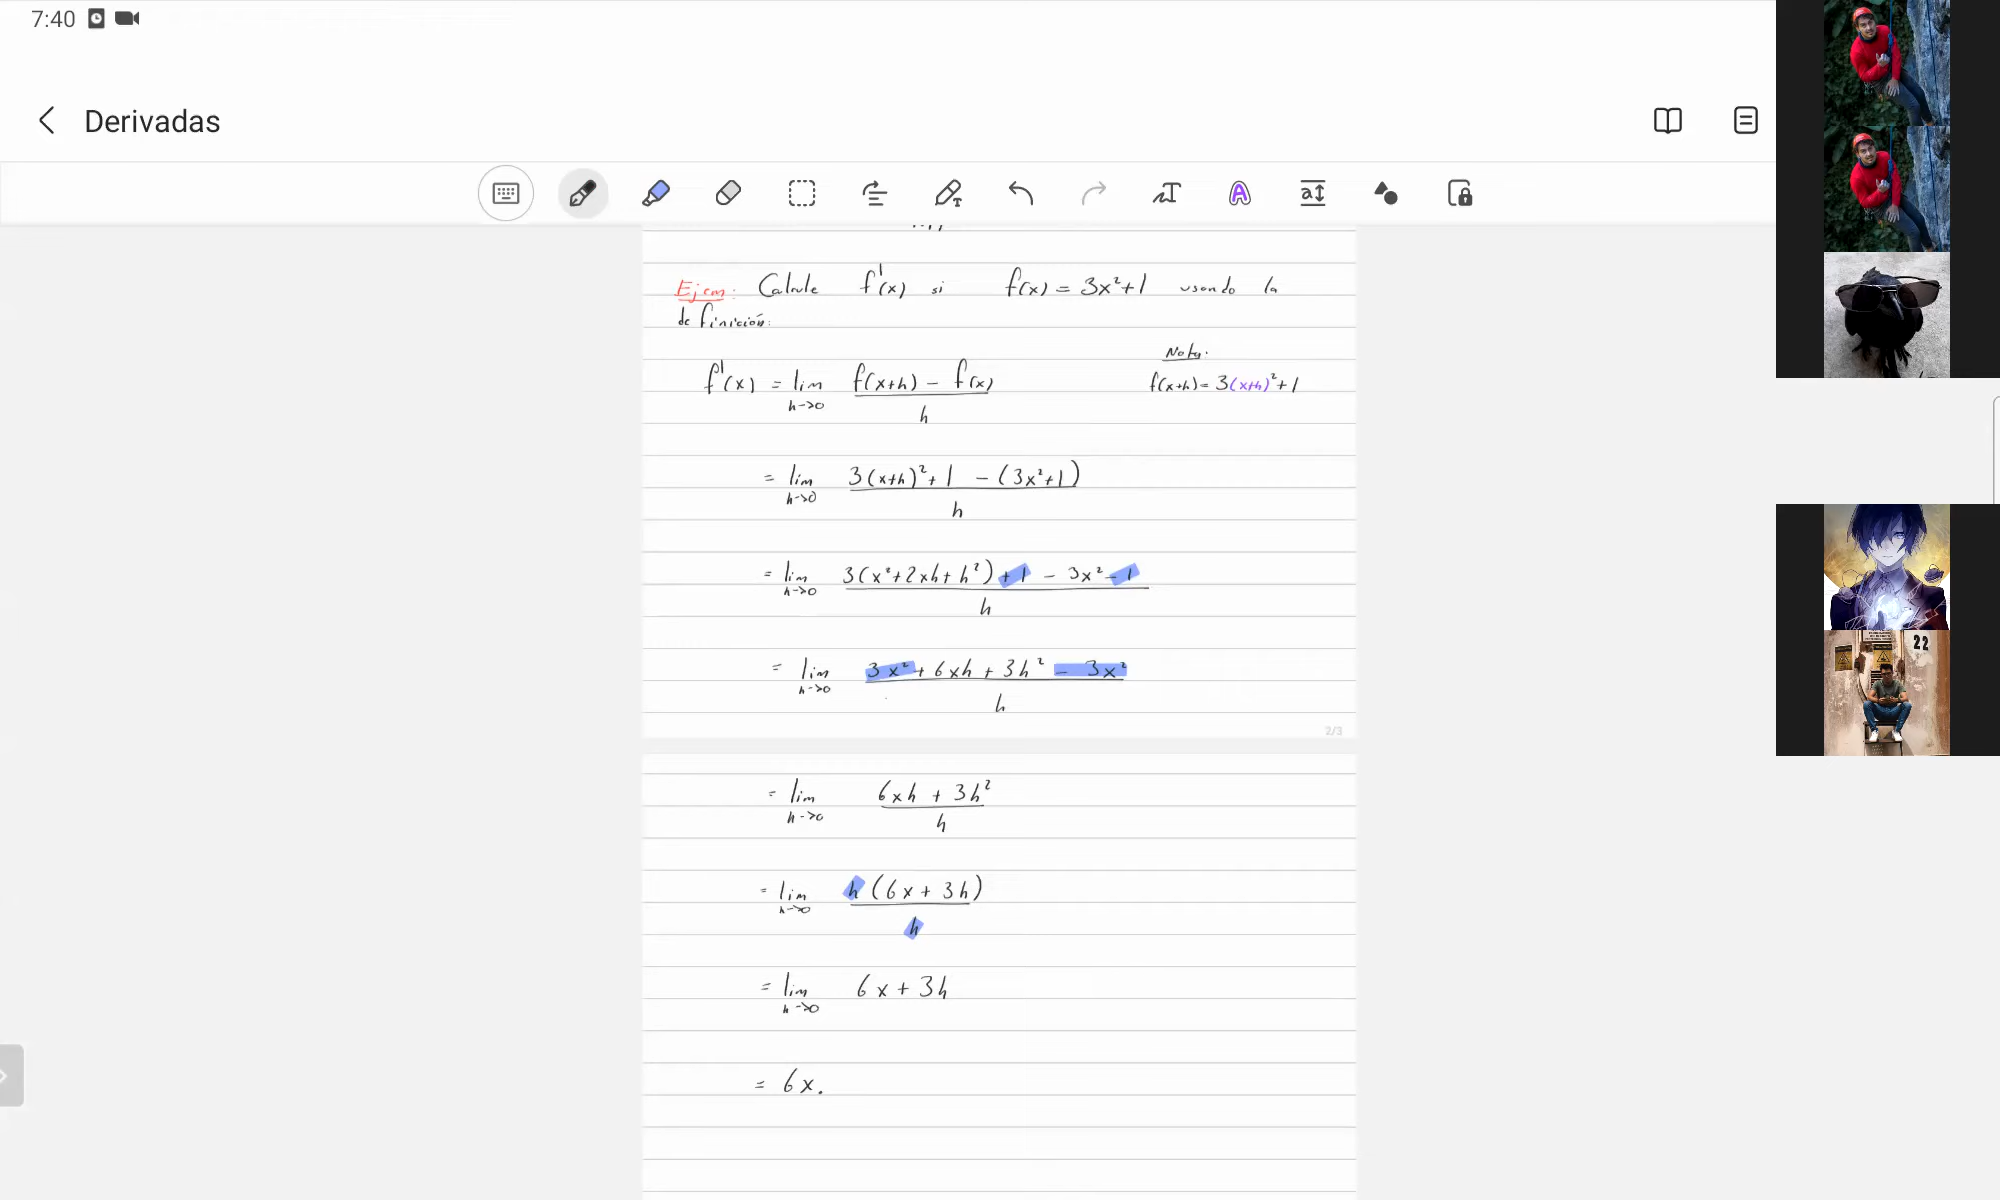 7:40
Derivadas
Ejem: Calcule f'(x) si f(x) = 3x²+1 usando la
definición:
Nota:
f'(x) = lim h->0 f(x+h) - f(x) / h
f(x+h) = 3(x+h)²+1
= lim h->0 3(x+h)²+1 - (3x²+1) / h
= lim h->0 3(x²+2xh+h²)+1 - 3x²-1 / h
= lim h->0 3x²+6xh+3h² - 3x² / h
2/3
= lim h->0 6xh + 3h² / h
= lim h->0 h(6x+3h) / h
= lim h->0 6x+3h
= 6x.
22